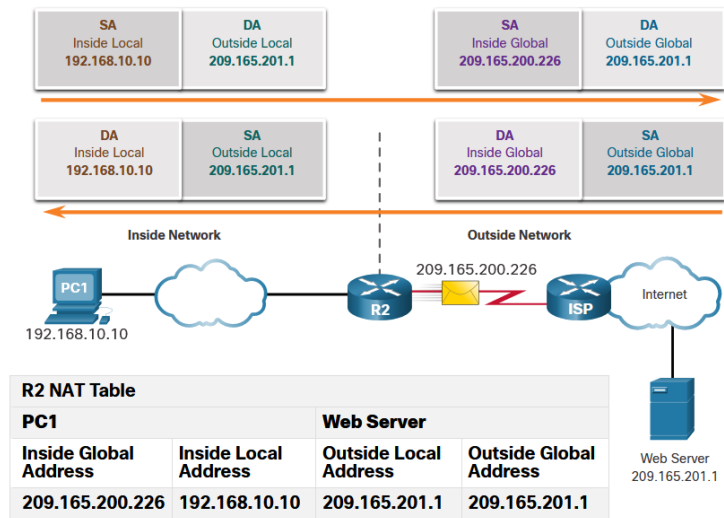 SA
Inside Local
192.168.10.10
DA
Outside Local
209.165.201.1
SA
Inside Global
209.165.200.226
DA
Outside Global
209.165.201.1
DA
Inside Local
192.168.10.10
SA
Outside Local
209.165.201.1
DA
Inside Global
209.165.200.226
SA
Outside Global
209.165.201.1
Inside Network
Outside Network
209.165.200.226
PC1
R2
ISP
Internet
192.168.10.10
R2 NAT Table
PC1
Web Server
Inside Global
Address
Inside Local
Address
Outside Local
Address
Outside Global
Address
209.165.200.226
192.168.10.10
209.165.201.1
209.165.201.1
Web Server
209.165.201.1